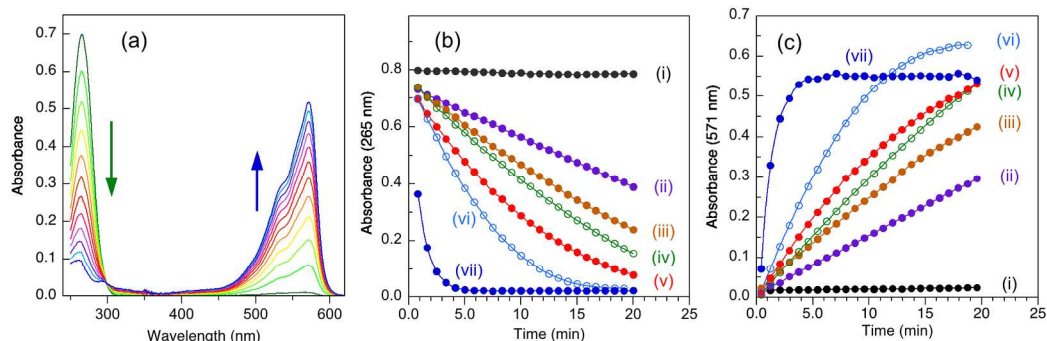 (a)
Absorbance
0.7
0.6
0.5
0.4
0.3
0.2
0.1
0.0
300
400
500
600
Wavelength (nm)
(b)
Absorbance (265 nm)
1.0
0.8
0.6
0.4
0.2
0.0
0.0
5.0
10
15
20
25
Time (min)
(i)
(ii)
(iii)
(iv)
(v)
(vi)
(vii)
(c)
Absorbance (571 nm)
0.7
0.6
0.5
0.4
0.3
0.2
0.1
0.0
0.0
5.0
10
15
20
25
Time (min)
(vii)
(vi)
(v)
(iv)
(iii)
(ii)
(i)